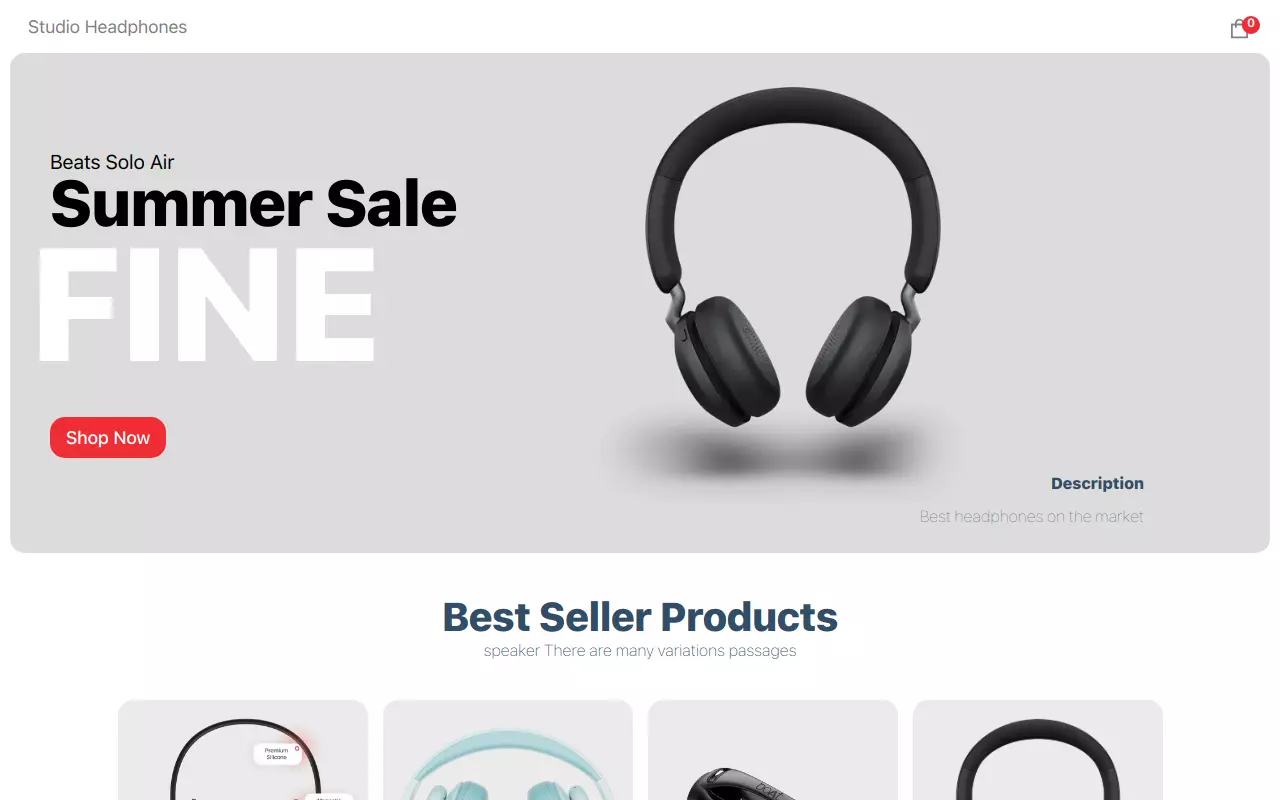 Studio Headphones
0
Beats Solo Air
Summer Sale
FINE
Shop Now
Description
Best headphones on the market
Best Seller Products
speaker There are many variations passages
Premium
Silicone
boAt